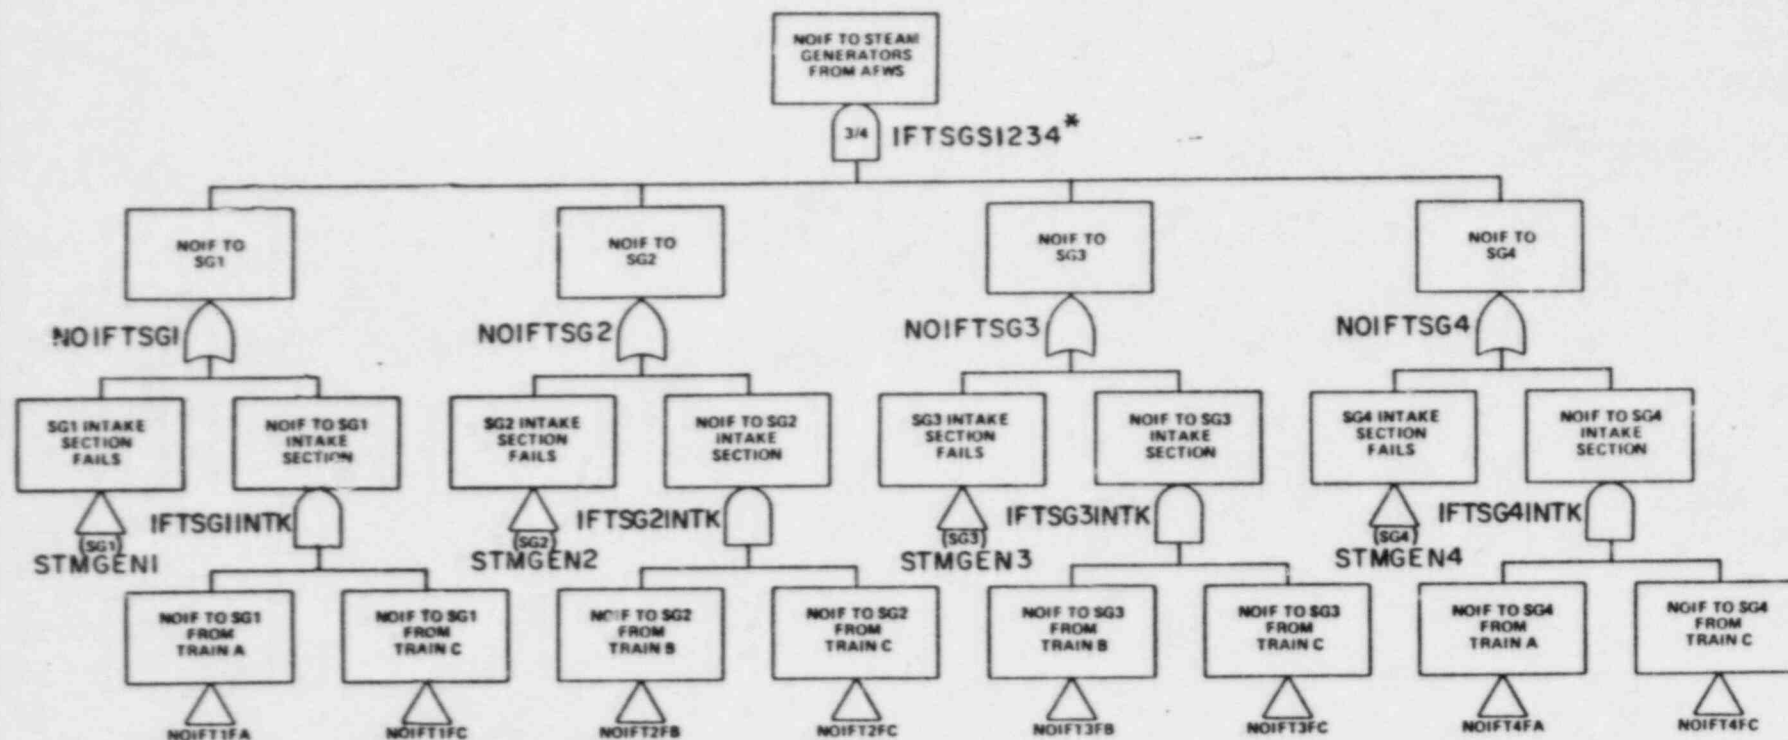 NOIF TO STEAM
GENERATORS
FROM AFWS
3/4
IFTSGS1234*
NOIF TO
SG1
NOIF TO
SG2
NOIF TO
SG3
NOIF TO
SG4
NOIFTSG1
NOIFTSG2
NOIFTSG3
NOIFTSG4
SG1 INTAKE
SECTION
FAILS
NOIF TO SG1
INTAKE
SECTION
SG2 INTAKE
SECTION
FAILS
NOIF TO SG2
INTAKE
SECTION
SG3 INTAKE
SECTION
FAILS
NOIF TO SG3
INTAKE
SECTION
SG4 INTAKE
SECTION
FAILS
NOIF TO SG4
INTAKE
SECTION
(SG1)
STMGEN1
IFTSG1INTK
(SG2)
STMGEN2
IFTSG2INTK
(SG3)
STMGEN3
IFTSG3INTK
(SG4)
STMGEN4
IFTSG4INTK
NOIF TO SG1
FROM
TRAIN A
NOIF TO SG1
FROM
TRAIN C
NOIF TO SG2
FROM
TRAIN B
NOIF TO SG2
FROM
TRAIN C
NOIF TO SG3
FROM
TRAIN B
NOIF TO SG3
FROM
TRAIN C
NOIF TO SG4
FROM
TRAIN A
NOIF TO SG4
FROM
TRAIN C
NOIFT1FA
NOIFT1FC
NOIFT2FB
NOIFT2FC
NOIFT3FB
NOIFT3FC
NOIFT4FA
NOIFT4FC